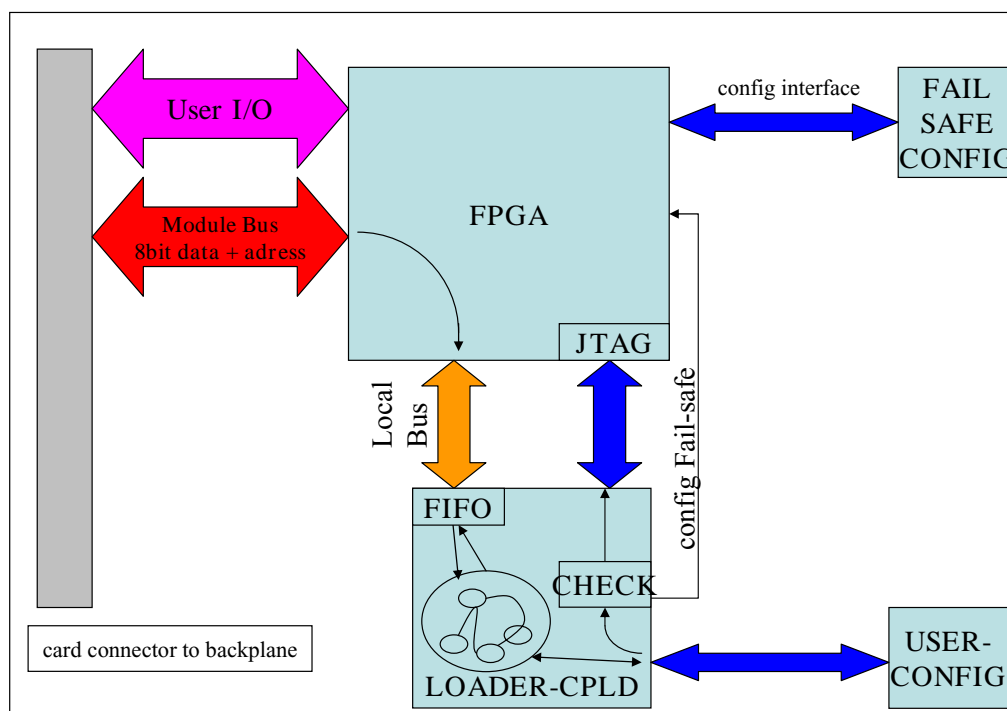 User I/O
config interface
FAIL
SAFE
CONFIG
Module Bus
8bit data + adress
FPGA
JTAG
Local
Bus
config Fail-safe
FIFO
CHECK
LOADER-CPLD
USER-
CONFIG
card connector to backplane